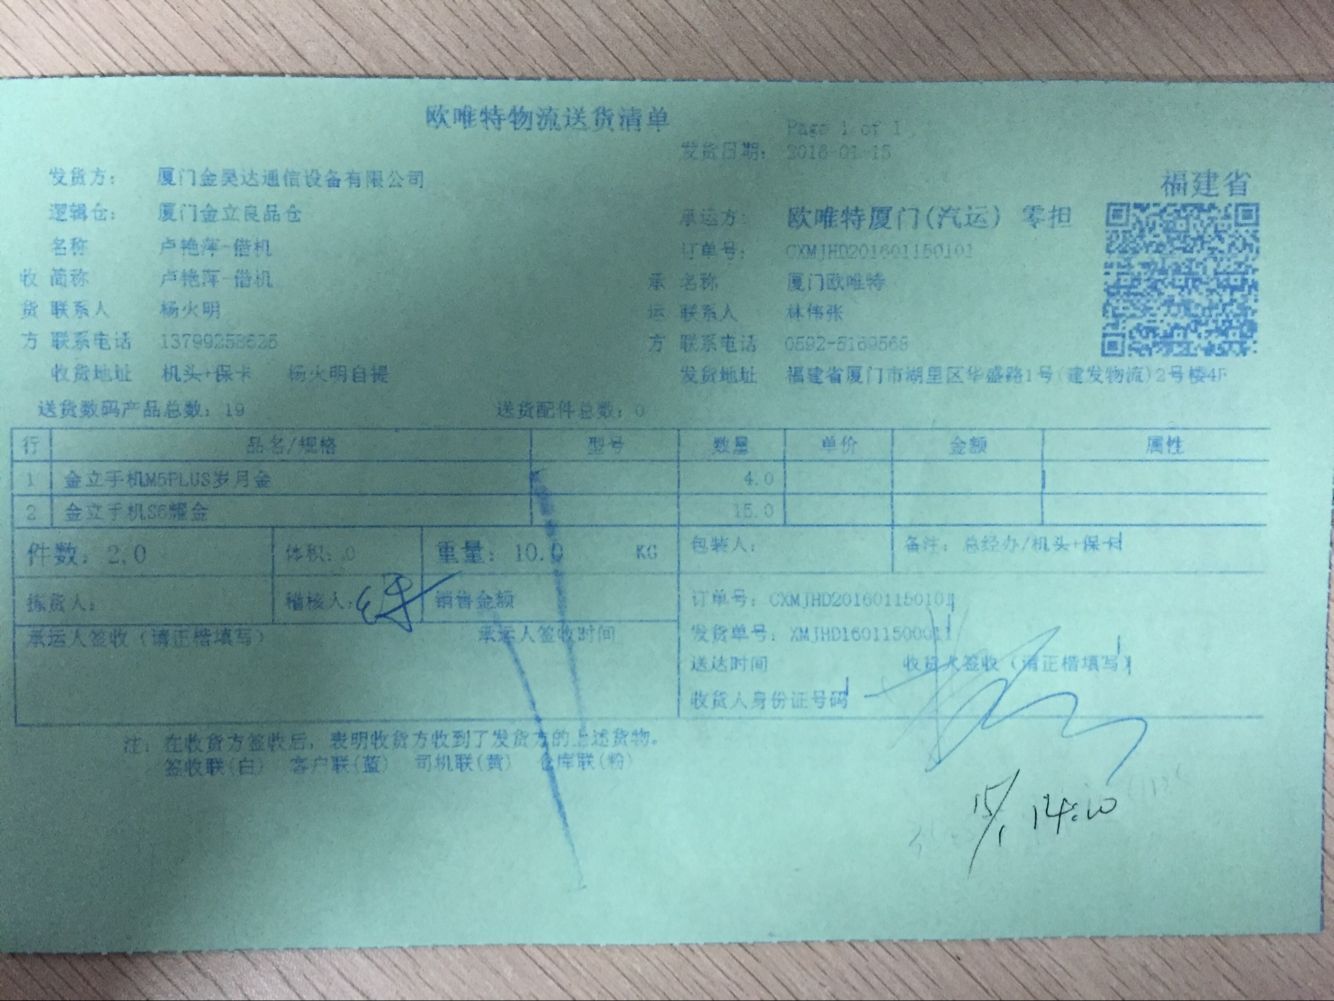 欧唯特物流送货清单
Page 1 of 1
发货日期: 2016-01-15
发货方: 厦门金昊达通信设备有限公司
福建省
逻辑仓: 厦门金立良品仓
承运方: 欧唯特厦门(汽运) 零担
名称 卢艳萍-借机
订单号: CXMJHD201601150101
收 简称 卢艳萍-借机
承 名称 厦门欧唯特
货 联系人 杨火明
运 联系人 林伟张
方 联系电话 13799258626
方 联系电话 0592-5169568
收货地址 机头+保卡 杨火明自提
发货地址 福建省厦门市湖里区华盛路1号(建发物流)2号楼4F
送货数码产品总数: 19 送货配件总数: 0
行 品名/规格 型号 数量 单价 金额 属性
1 金立手机M5PLUS岁月金 4.0
2 金立手机S6耀金 15.0
件数: 2.0 体积: 0 重量: 10.0 KG 包装人: 备注: 总经办/机头+保卡
拣货人: 稽核人: 销售金额
订单号: CXMJHD201601150101
承运人签收(请正楷填写) 承运人签收时间
发货单号: XMJHD16011500011
送达时间 收货人签收(请正楷填写)
收货人身份证号码
注: 在收货方签收后, 表明收货方收到了发货方的上述货物。
签收联(白) 客户联(蓝) 司机联(黄) 仓库联(粉)
15/1 14:20